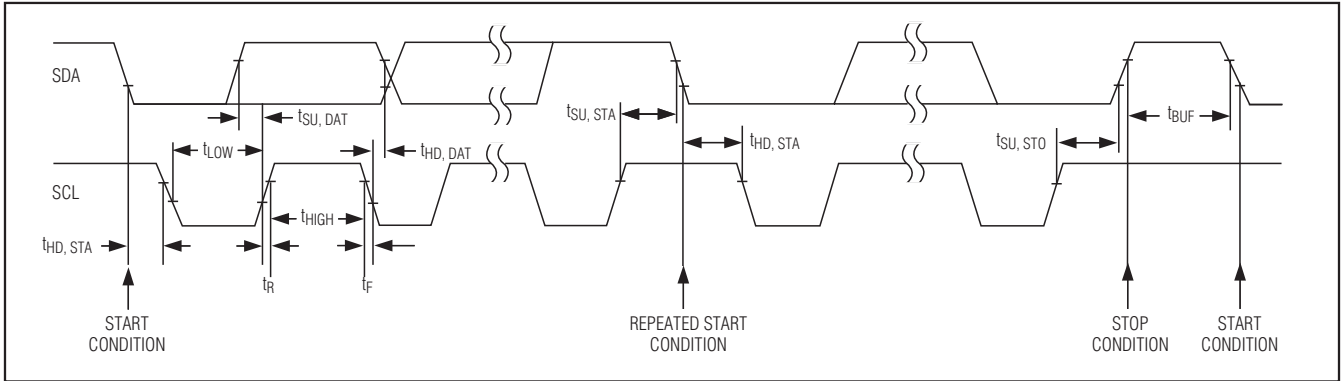 SDA
tSU, DAT
tLOW
tHD, DAT
tSU, STA
tHD, STA
tSU, STO
tBUF
SCL
tHIGH
tHD, STA
tR
tF
START
CONDITION
REPEATED START
CONDITION
STOP
CONDITION
START
CONDITION